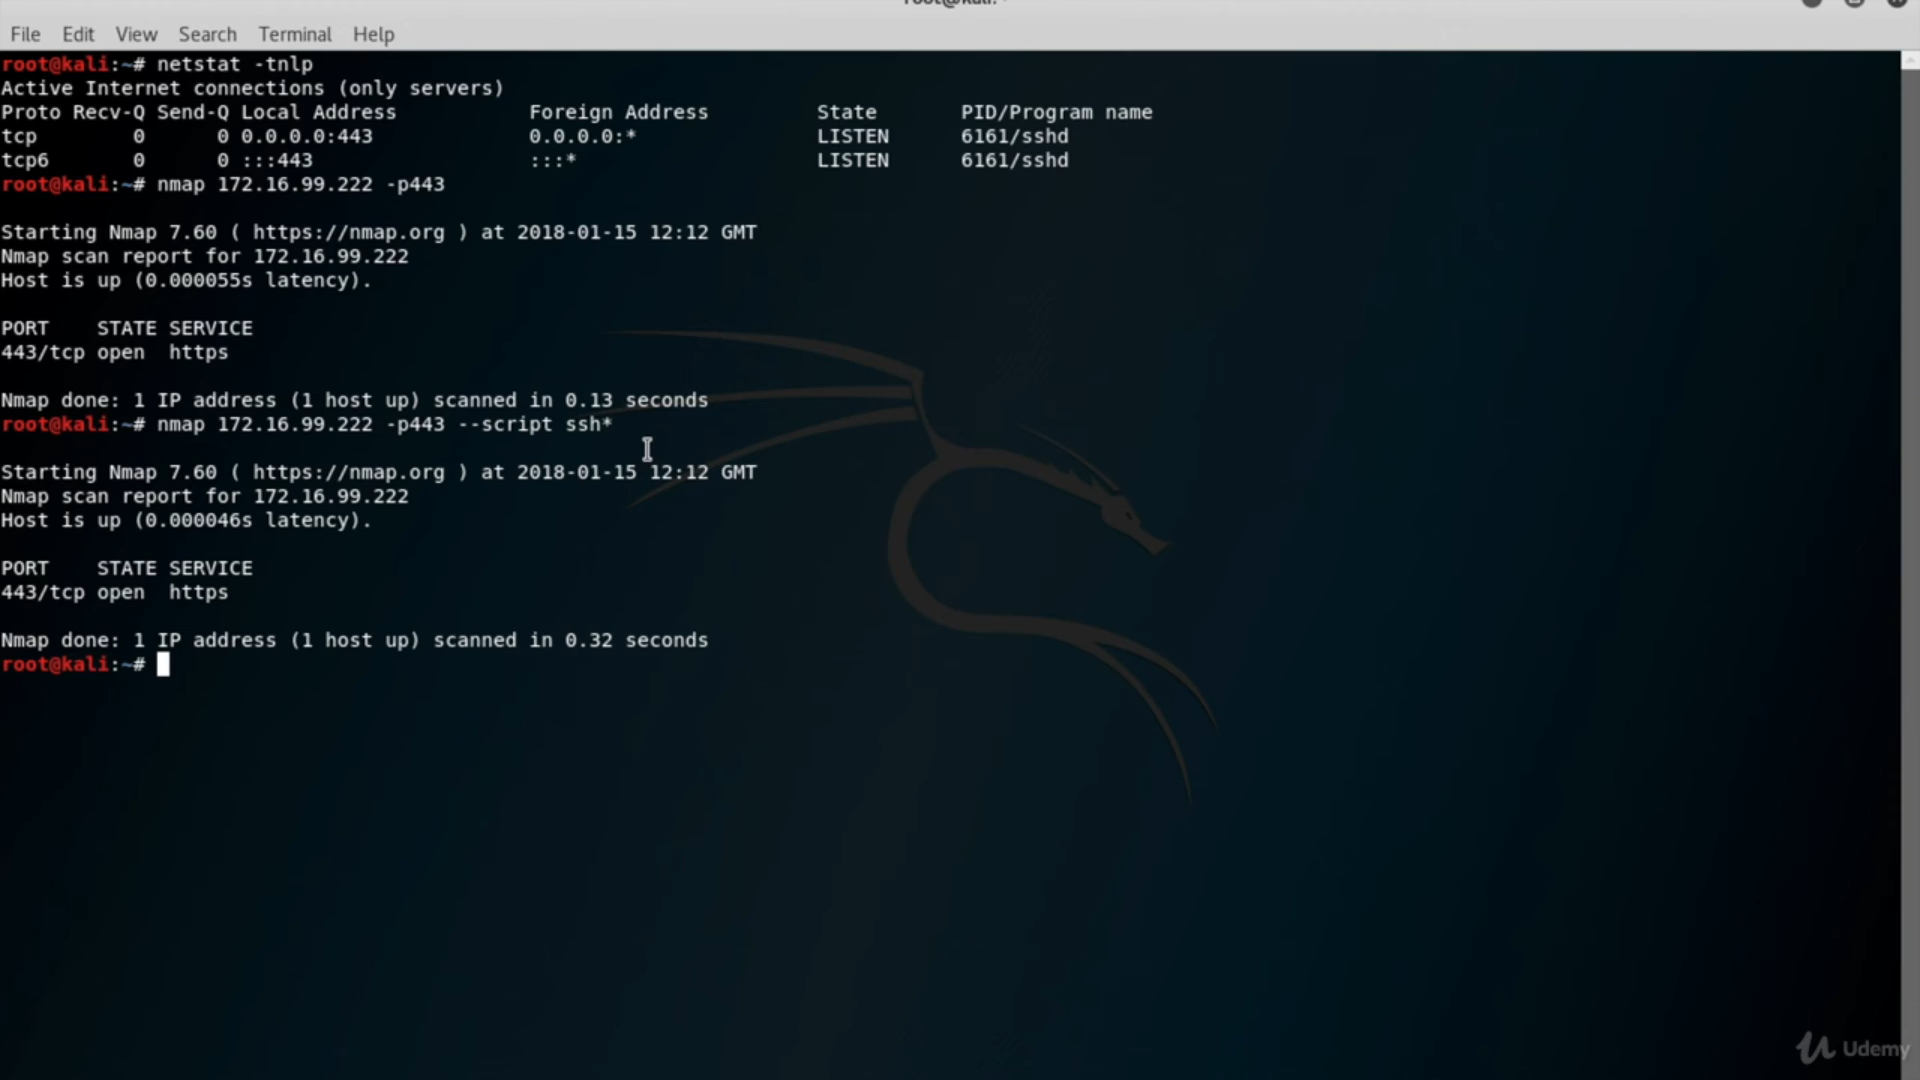 File Edit View Search Terminal Help
root@kali:~# netstat -tnlp
Active Internet connections (only servers)
Proto Recv-Q Send-Q Local Address           Foreign Address         State       PID/Program name
tcp        0      0 0.0.0.0:443             0.0.0.0:*               LISTEN      6161/sshd
tcp6       0      0 :::443                  :::*                    LISTEN      6161/sshd
root@kali:~# nmap 172.16.99.222 -p443
Starting Nmap 7.60 ( https://nmap.org ) at 2018-01-15 12:12 GMT
Nmap scan report for 172.16.99.222
Host is up (0.000055s latency).
PORT    STATE SERVICE
443/tcp open  https
Nmap done: 1 IP address (1 host up) scanned in 0.13 seconds
root@kali:~# nmap 172.16.99.222 -p443 --script ssh*
Starting Nmap 7.60 ( https://nmap.org ) at 2018-01-15 12:12 GMT
Nmap scan report for 172.16.99.222
Host is up (0.000046s latency).
PORT    STATE SERVICE
443/tcp open  https
Nmap done: 1 IP address (1 host up) scanned in 0.32 seconds
root@kali:~#
Udemy